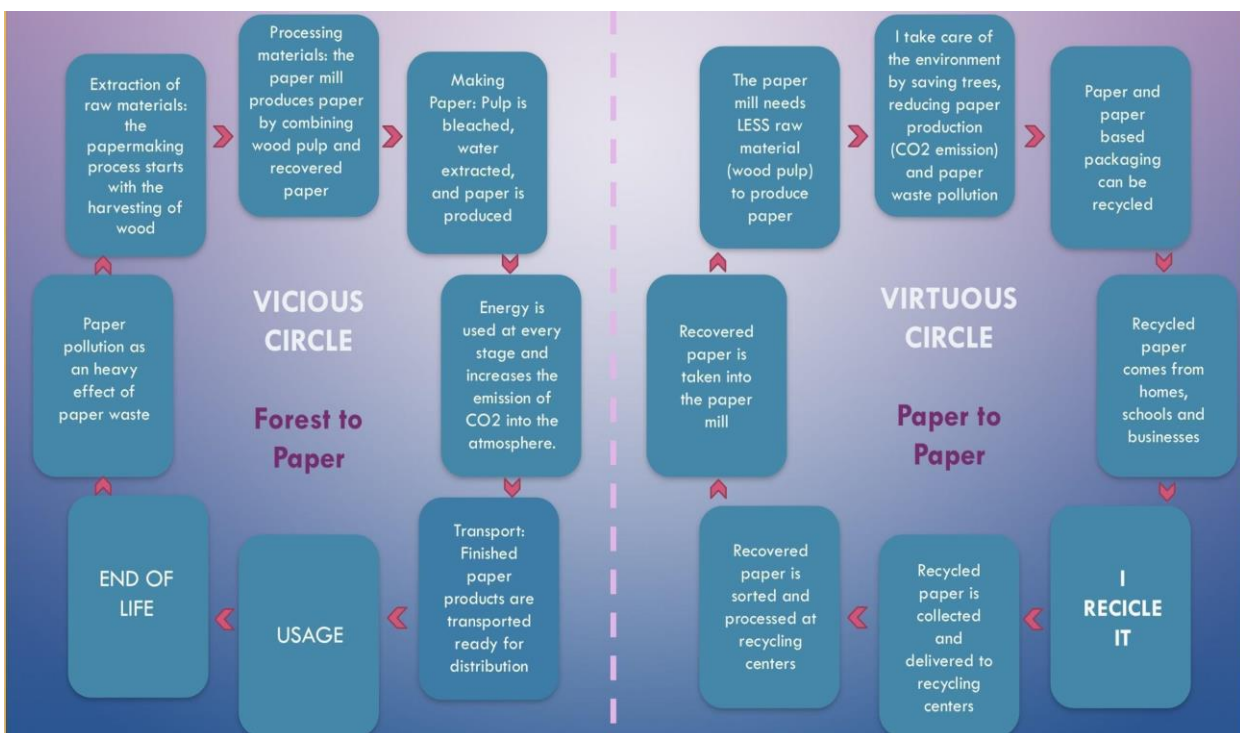 Extraction of
raw materials:
the
papermaking
process starts
with the
harvesting of
wood
Processing
materials: the
paper mill
produces paper
by combining
wood pulp and
recovered
paper
Making
Paper: Pulp is
bleached,
water
extracted,
and paper is
produced
Energy is
used at every
stage and
increases the
emission of
CO2 into the
atmosphere.
Transport:
Finished
paper
products are
transported
ready for
distribution
USAGE
END OF
LIFE
Paper
pollution as
an heavy
effect of
paper waste
VICIOUS
CIRCLE
Forest to
Paper
The paper
mill needs
LESS raw
material
(wood pulp)
to produce
paper
I take care of
the environment
by saving trees,
reducing paper
production
(CO2 emission)
and paper
waste pollution
Paper and
paper
based
packaging
can be
recycled
Recycled
paper
comes from
homes,
schools and
businesses
I
RECICLE
IT
Recycled
paper is
collected
and
delivered to
recycling
centers
Recovered
paper is
sorted and
processed at
recycling
centers
Recovered
paper is
taken into
the paper
mill
VIRTUOUS
CIRCLE
Paper to
Paper